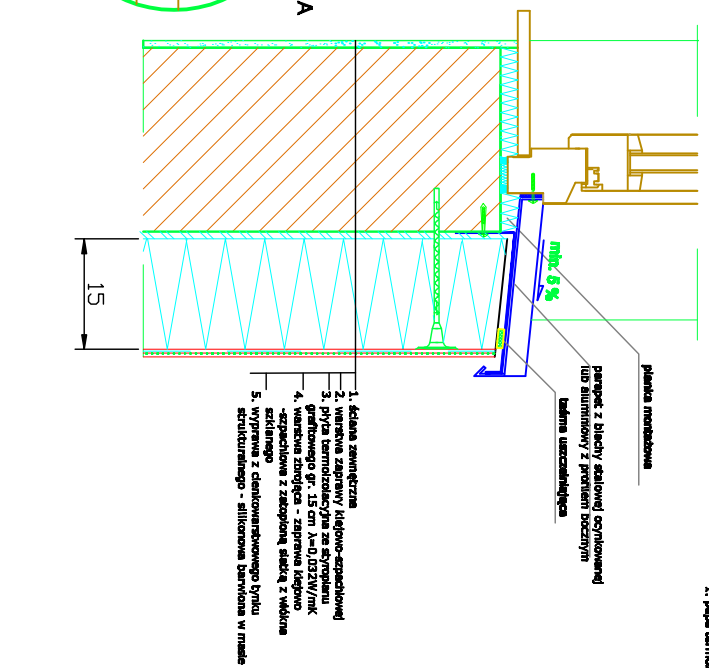 A
min. 5 %
15
pianka montażowa
parapet z blachy stalowej ocynkowanej
lub aluminiowy z profilem bocznym
taśma uszczelniająca
1. ściana zewnętrzna
2. warstwa zaprawy klejowo-szpachlowej
3. płyta termoizolacyjna ze styropianu
grafitowego gr. 15 cm λ=0,032W/mK
4. warstwa zbrojąca - zaprawa klejowo
-szpachlowa z zatopioną siatką z włókna
szklanego
5. wyprawa z cienkowarstwowego tynku
strukturalnego - silikonowa barwiona w masie